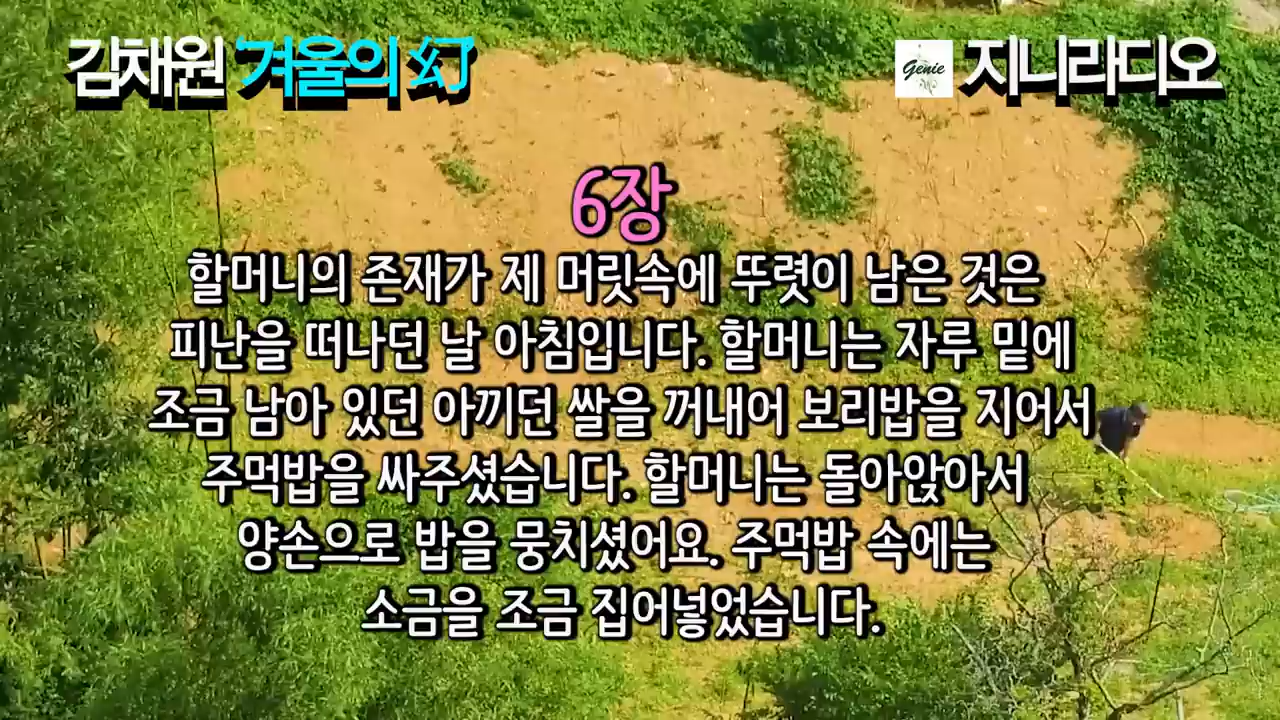 김채원 '겨울의 幻'
Genie 지니라디오
6장
할머니의 존재가 제 머릿속에 뚜렷이 남은 것은
피난을 떠나던 날 아침입니다. 할머니는 자루 밑에
조금 남아 있던 아끼던 쌀을 꺼내어 보리밥을 지어서
주먹밥을 싸주셨습니다. 할머니는 돌아앉아서
양손으로 밥을 뭉치셨어요. 주먹밥 속에는
소금을 조금 집어넣었습니다.